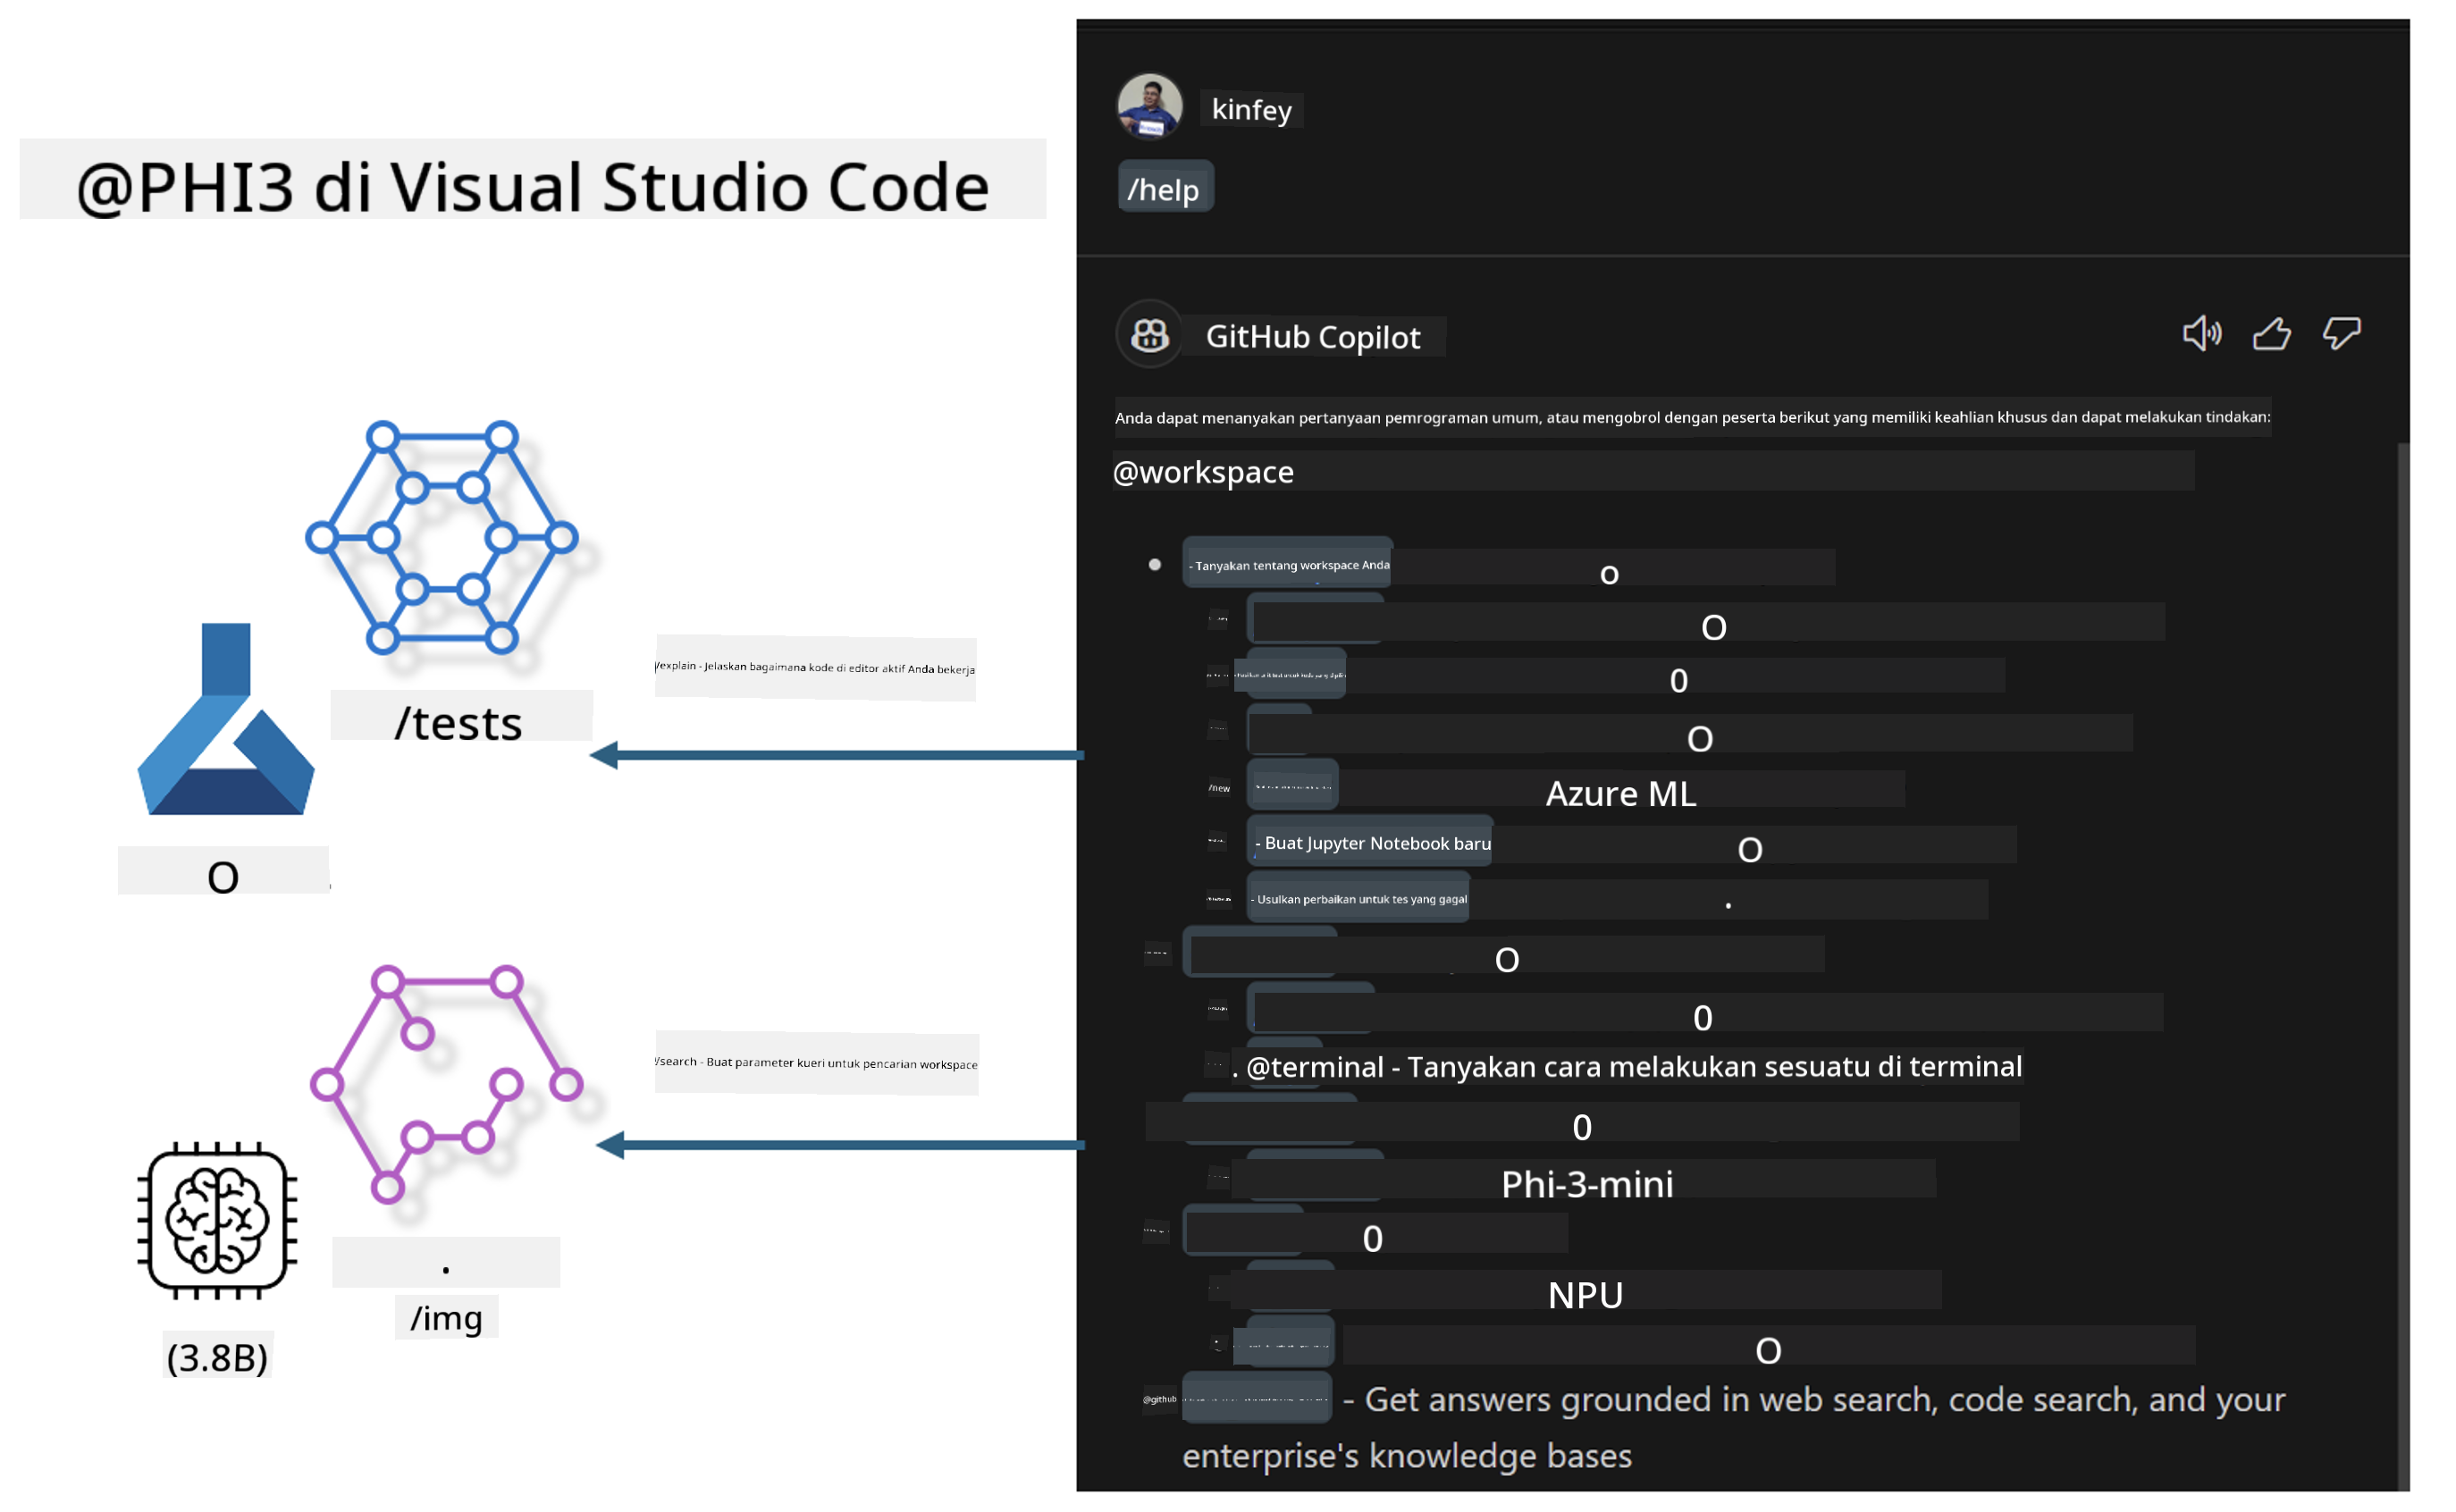 @PHI3 di Visual Studio Code
/explain - Jelaskan bagaimana kode di editor aktif Anda bekerja
/tests
O
/search - Buat parameter kueri untuk pencarian workspace
.
/img
(3.8B)
kinfey
/help
GitHub Copilot
Anda dapat menanyakan pertanyaan pemrograman umum, atau mengobrol dengan peserta berikut yang memiliki keahlian khusus dan dapat melakukan tindakan:
@workspace
- Tanyakan tentang workspace Anda o
O
0
O
/new Azure ML
- Buat Jupyter Notebook baru O
- Usulkan perbaikan untuk tes yang gagal .
O
0
. @terminal - Tanyakan cara melakukan sesuatu di terminal
0
Phi-3-mini
0
NPU
O
@github - Get answers grounded in web search, code search, and your
enterprise's knowledge bases